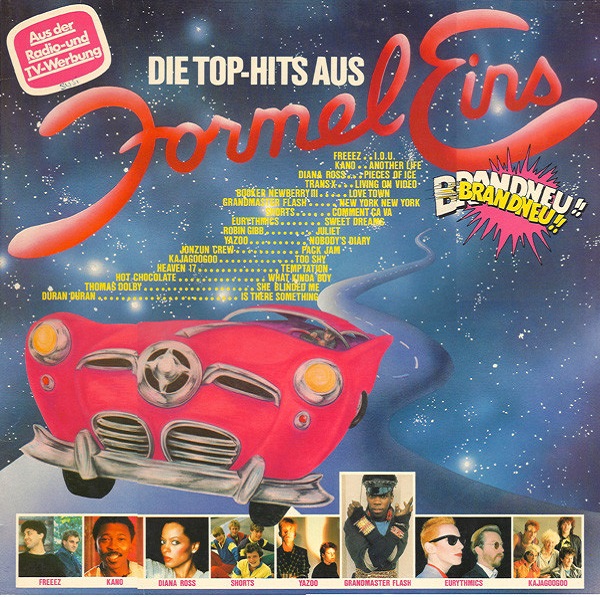 Aus der
Radio-und
TV-Werbung
DIE TOP-HITS AUS
Formel Eins
FREEEZ . . I.O.U.
KANO . . ANOTHER LIFE
DIANA ROSS . . . PIECES OF ICE
TRANS X . . . . LIVING ON VIDEO
BOOKER NEWBERRY III . . . . . LOVE TOWN
GRANDMASTER FLASH . . . . . NEW YORK NEW YORK
SHORTS . . . . . . COMMENT CA VA
EURYTHMICS . . . . . . SWEET DREAMS
ROBIN GIBB . . . . . . . . JULIET
YAZOO . . . . . . . . NOBODY'S DIARY
JONZUN CREW . . . . . . . . . PACK JAM
KAJAGOOGOO . . . . . . . . . . TOO SHY
HEAVEN 17 . . . . . . . . . . TEMPTATION
HOT CHOCOLATE . . . . . . . . . . WHAT KINDA BOY
THOMAS DOLBY . . . . . . . . . . . SHE BLINDED ME
DURAN DURAN . . . . . . . . . . . . IS THERE SOMETHING
BRANDNEU!!
BRANDNEU!!
FREEEZ
KANO
DIANA ROSS
SHORTS
YAZOO
GRANDMASTER FLASH
EURYTHMICS
KAJAGOOGOO